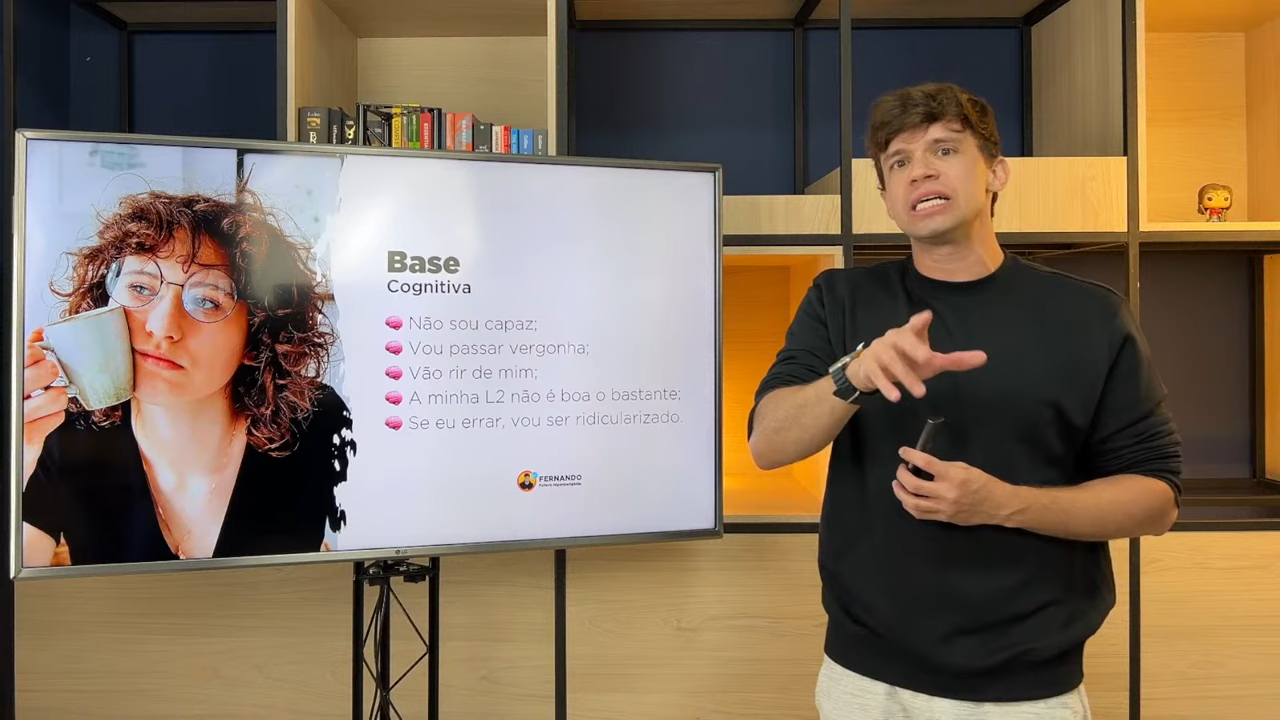 Base
Cognitiva
Não sou capaz;
Vou passar vergonha;
Vão rir de mim;
A minha L2 não é boa o bastante;
Se eu errar, vou ser ridicularizado.
FERNANDO
LG